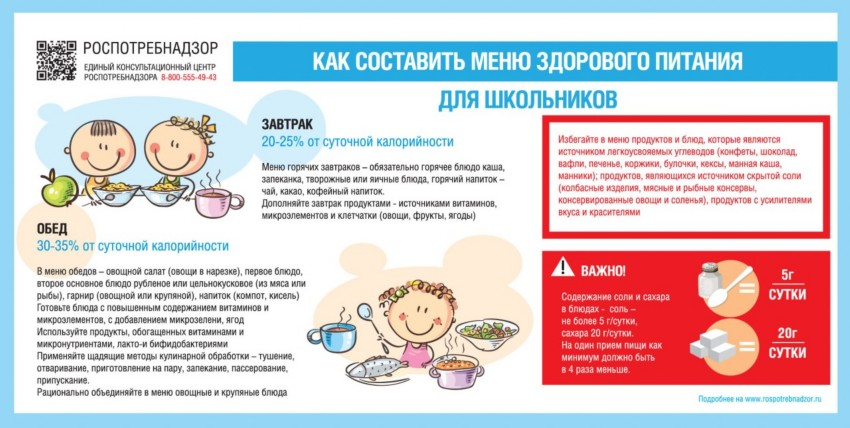 РОСПОТРЕБНАДЗОР
ЕДИНЫЙ КОНСУЛЬТАЦИОННЫЙ ЦЕНТР
РОСПОТРЕБНАДЗОРА 8-800-555-49-43
КАК СОСТАВИТЬ МЕНЮ ЗДОРОВОГО ПИТАНИЯ
ДЛЯ ШКОЛЬНИКОВ
ЗАВТРАК
20-25% от суточной калорийности
Меню горячих завтраков – обязательно горячее блюдо каша,
запеканка, творожные или яичные блюда, горячий напиток –
чай, какао, кофейный напиток.
Дополняйте завтрак продуктами - источниками витаминов,
микроэлементов и клетчатки (овощи, фрукты, ягоды)
ОБЕД
30-35% от суточной калорийности
В меню обедов – овощной салат (овощи в нарезке), первое блюдо,
второе основное блюдо рубленое или цельнокусковое (из мяса или
рыбы), гарнир (овощной или крупяной), напиток (компот, кисель)
Готовьте блюда с повышенным содержанием витаминов и
микроэлементов, с добавлением микрозелени, ягод
Используйте продукты, обогащенных витаминами и
микронутриентами, лакто-и бифидобактериями
Применяйте щадящие методы кулинарной обработки – тушение,
отваривание, приготовление на пару, запекание, пассерование,
припускание.
Рационально объединяйте в меню овощные и крупяные блюда
Избегайте в меню продуктов и блюд, которые являются
источником легкоусвояемых углеводов (конфеты, шоколад,
вафли, печенье, коржики, булочки, кексы, манная каша,
манники); продуктов, являющихся источником скрытой соли
(колбасные изделия, мясные и рыбные консервы,
консервированные овощи и соленья), продуктов с усилителями
вкуса и красителями
ВАЖНО!
Содержание соли и сахара
в блюдах - соль –
не более 5 г/сутки,
сахара 20 г/сутки.
На один прием пищи как
минимум должно быть
в 4 раза меньше.
= 5г
СУТКИ
= 20г
СУТКИ
Подробнее на www.rospotrebnadzor.ru